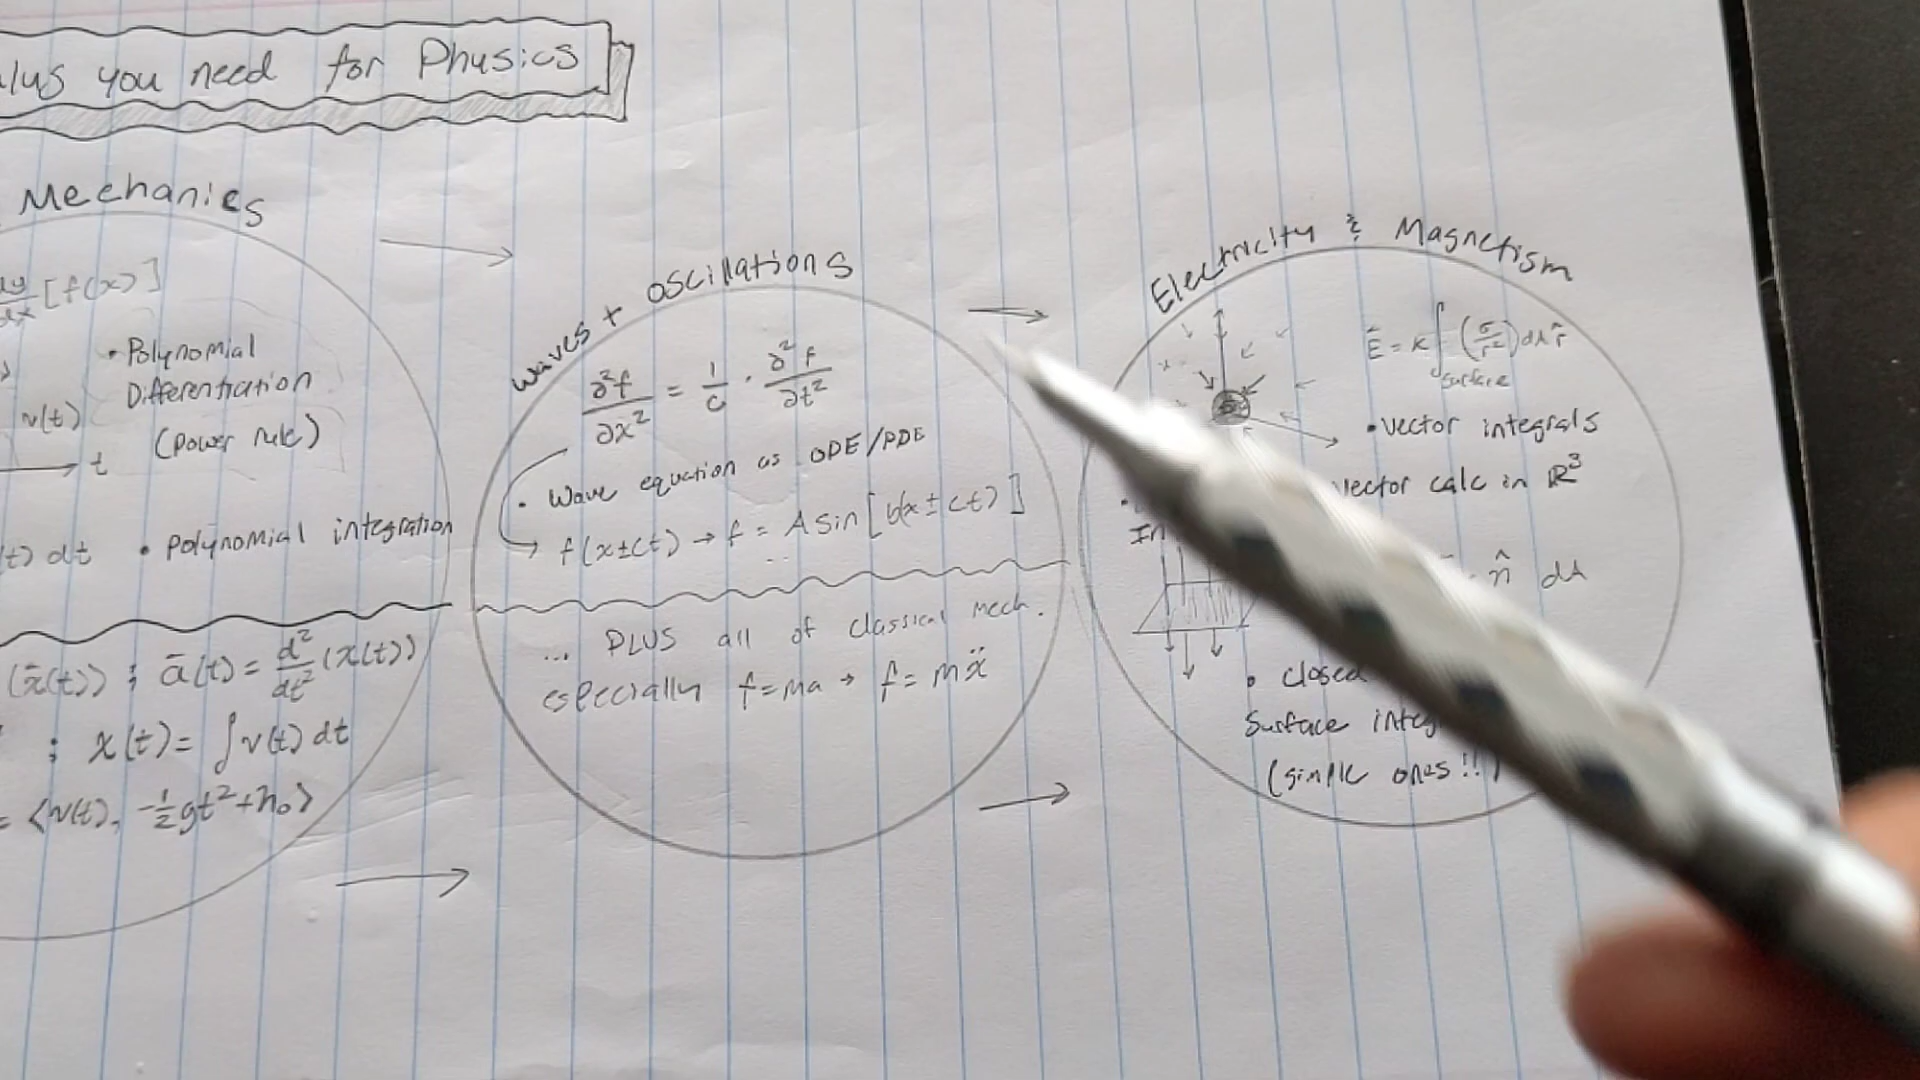 you need for Physics
Mechanics
[f(x)]
• Polynomial
Differentiation
(power rule)
v(t)
t
(t) dt • polynomial integration
(x̄(t)) ; ā(t) = d²/dt² (x(t))
; x(t) = ∫v(t) dt
= ⟨v(t), -½gt²+h₀⟩
waves + oscillations
∂²f/∂x² = 1/c · ∂²f/∂t²
• Wave equation as ODE/PDE
f(x±ct) → f = A sin[k(x±ct)]
...
... PLUS all of classical mech.
especially f=ma → f=mẍ
Electricity & Magnetism
Ē = K ∫ (σ/r²) dA r̂
surface
• vector integrals
vector calc in ℝ³
In
· n̂ dA
• closed
Surface integ
(simple ones!!)